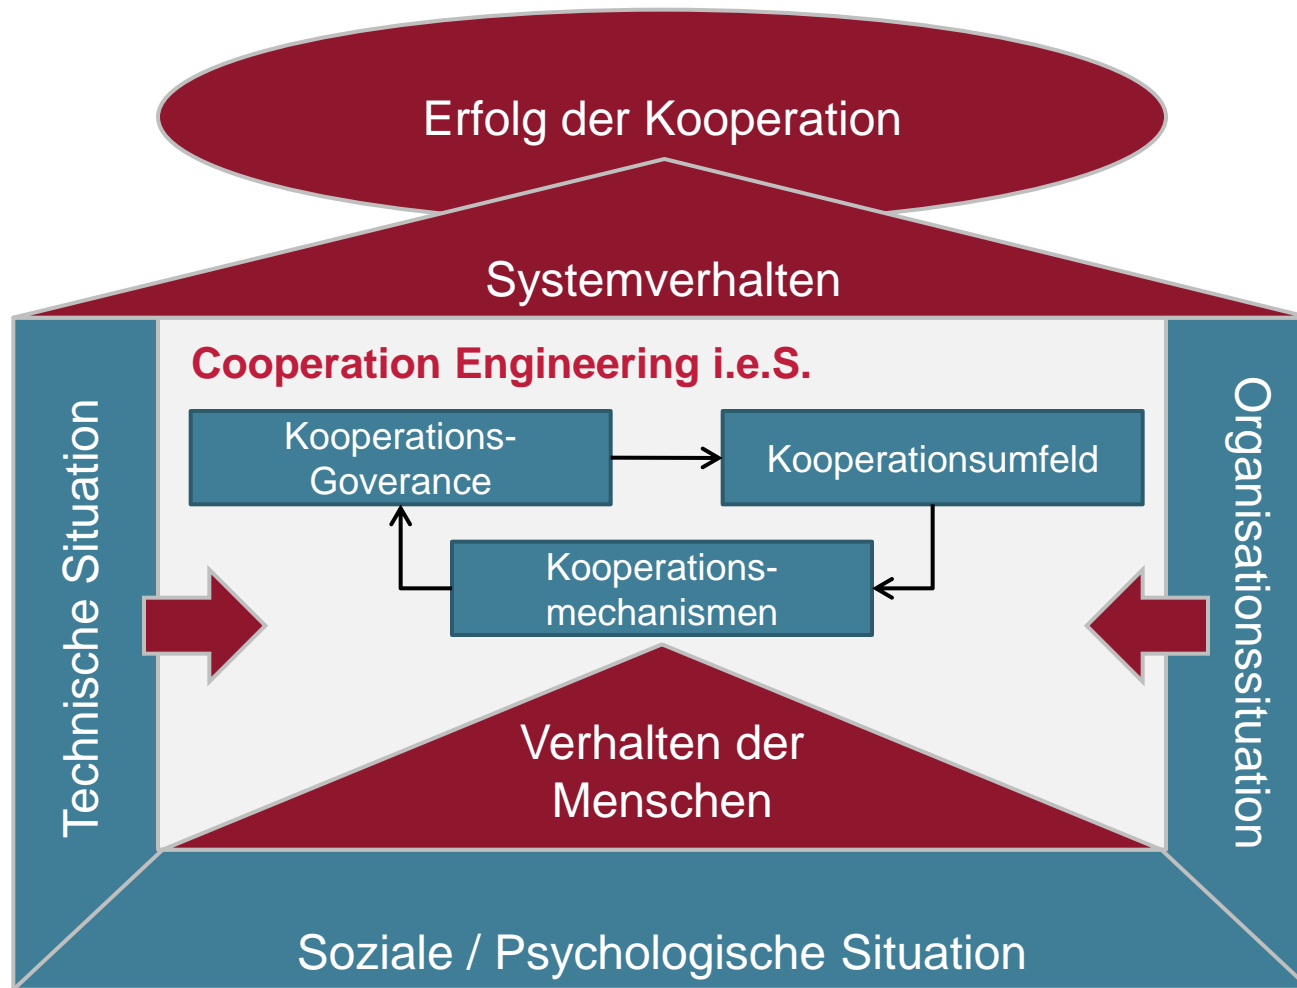 Erfolg der Kooperation
Systemverhalten
Cooperation Engineering i.e.S.
Kooperations-
Goverance
Kooperationsumfeld
Kooperations-
mechanismen
Technische Situation
Organisationssituation
Verhalten der
Menschen
Soziale / Psychologische Situation